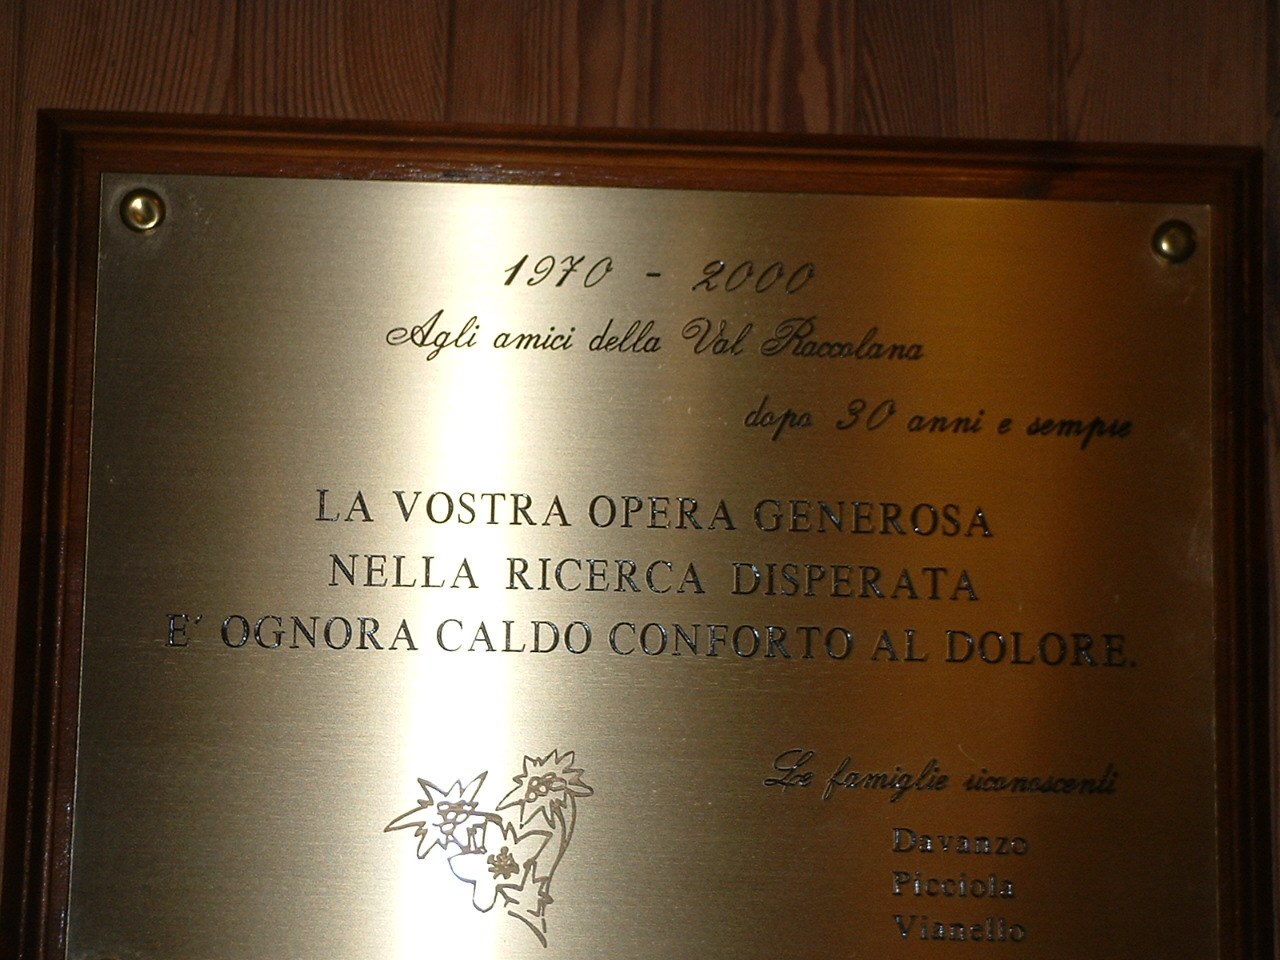 1970 - 2000
Agli amici della Val Raccolana
dopo 30 anni e sempre
LA VOSTRA OPERA GENEROSA
NELLA RICERCA DISPERATA
E' OGNORA CALDO CONFORTO AL DOLORE.
Le famiglie riconoscenti
Davanzo
Picciola
Vianello